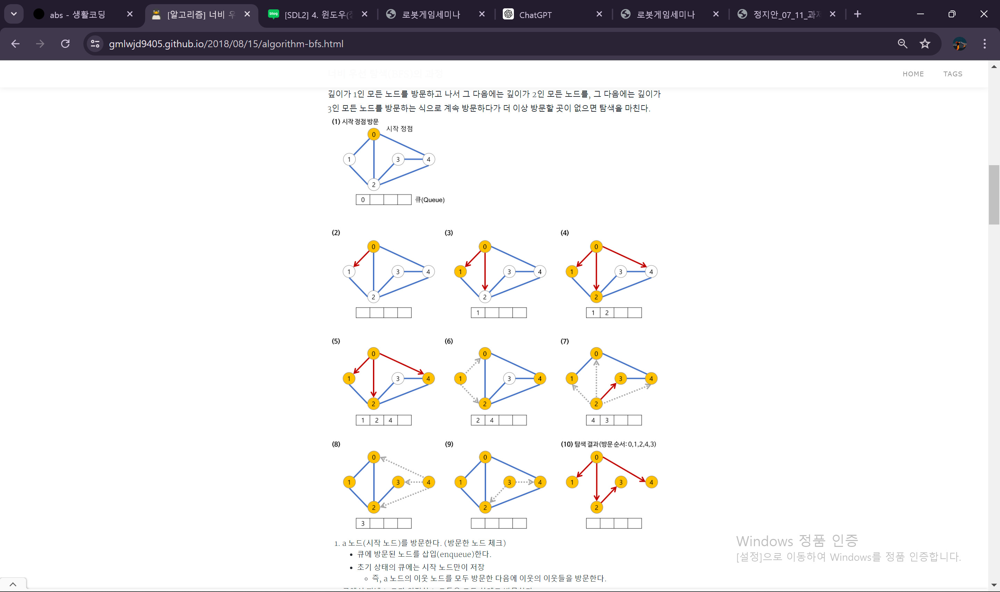 abs - 생활코딩
[알고리즘] 너비 우
[SDL2] 4. 윈도우(창
로봇게임세미나
ChatGPT
로봇게임세미나
정지안_07_11_과제
gmlwjd9405.github.io/2018/08/15/algorithm-bfs.html
너비 우선 탐색(BFS)의 과정
HOME
TAGS
깊이가 1인 모든 노드를 방문하고 나서 그 다음에는 깊이가 2인 모든 노드를, 그 다음에는 깊이가
3인 모든 노드를 방문하는 식으로 계속 방문하다가 더 이상 방문할 곳이 없으면 탐색을 마친다.
(1) 시작 정점 방문
시작 정점
0
1
3
4
2
0
큐(Queue)
(2)
0
1
3
4
2
(3)
0
1
3
4
2
1
(4)
0
1
3
4
2
1 2
(5)
0
1
3
4
2
1 2 4
(6)
0
1
3
4
2
2 4
(7)
0
1
3
4
2
4 3
(8)
0
1
3
4
2
3
(9)
0
1
3
4
2
(10) 탐색 결과(방문 순서: 0,1,2,4,3)
0
1
3
4
2
1. a 노드(시작 노드)를 방문한다. (방문한 노드 체크)
• 큐에 방문된 노드를 삽입(enqueue)한다.
• 초기 상태의 큐에는 시작 노드만이 저장
◦ 즉, a 노드의 이웃 노드를 모두 방문한 다음에 이웃의 이웃들을 방문한다.
Windows 정품 인증
[설정]으로 이동하여 Windows를 정품 인증합니다.